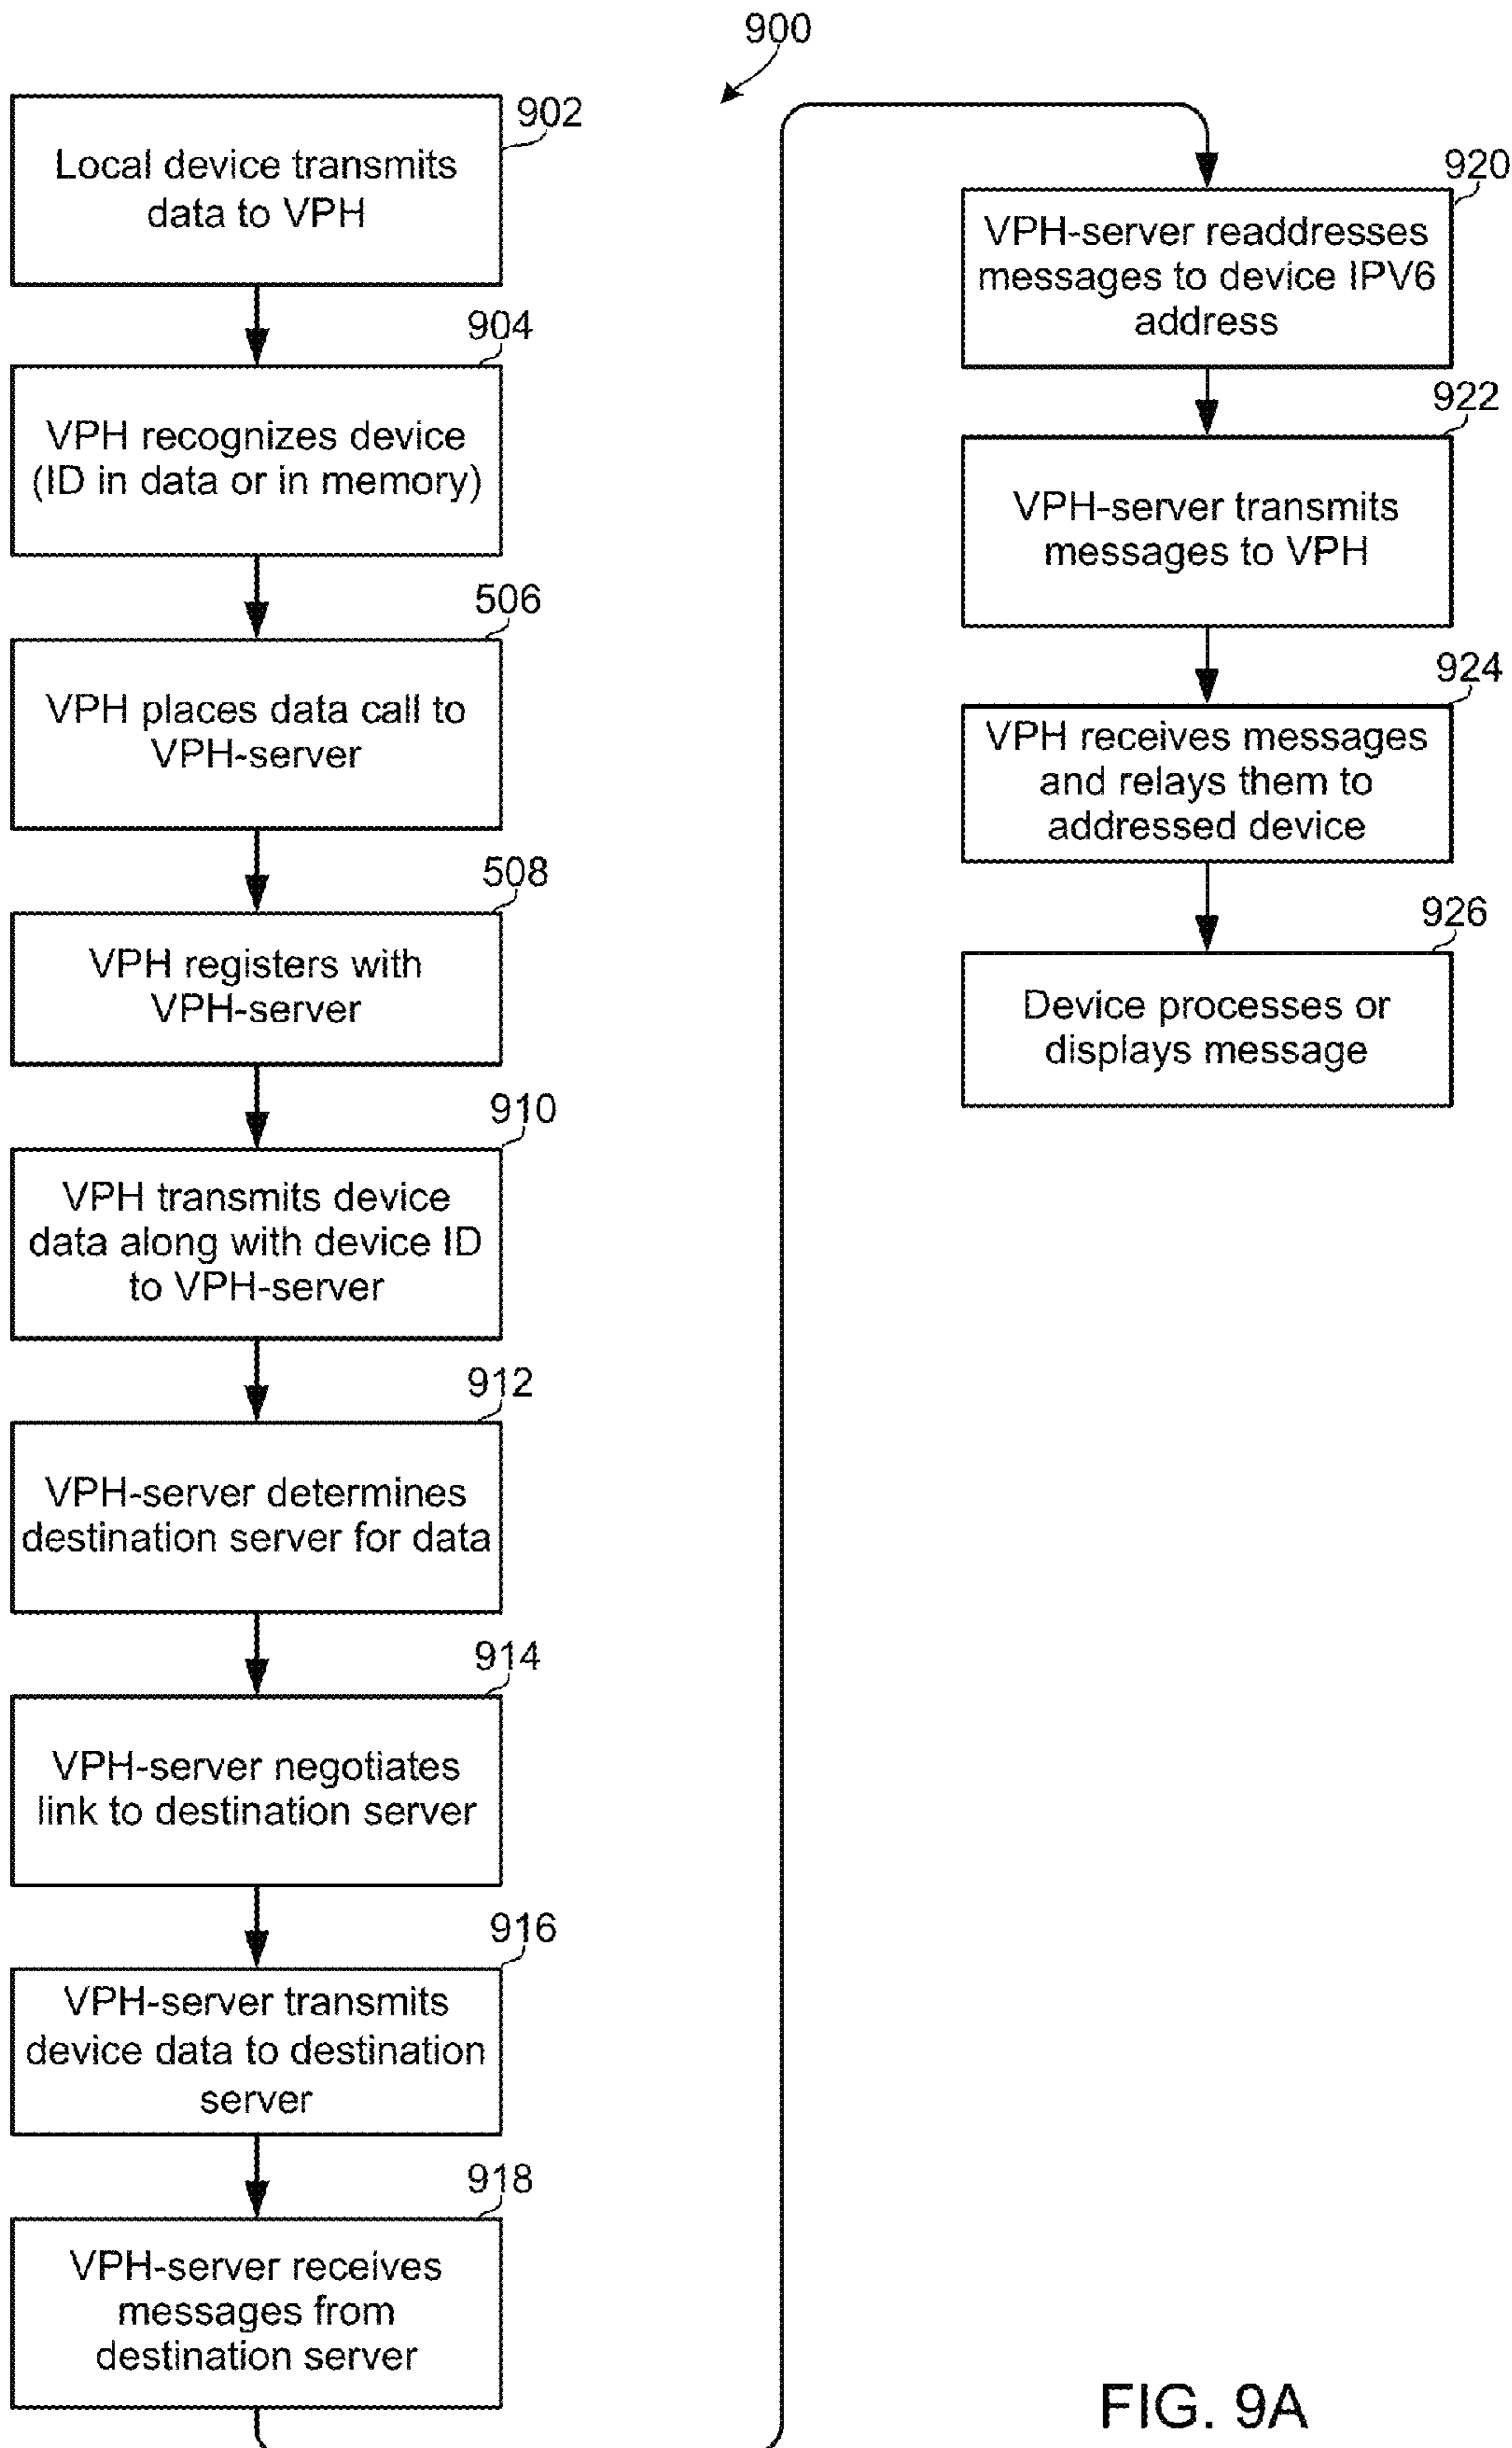 900
902
Local device transmits
data to VPH
904
VPH recognizes device
(ID in data or in memory)
506
VPH places data call to
VPH-server
508
VPH registers with
VPH-server
910
VPH transmits device
data along with device ID
to VPH-server
912
VPH-server determines
destination server for data
914
VPH-server negotiates
link to destination server
916
VPH-server transmits
device data to destination
server
918
VPH-server receives
messages from
destination server
920
VPH-server readdresses
messages to device IPV6
address
922
VPH-server transmits
messages to VPH
924
VPH receives messages
and relays them to
addressed device
926
Device processes or
displays message
FIG. 9A